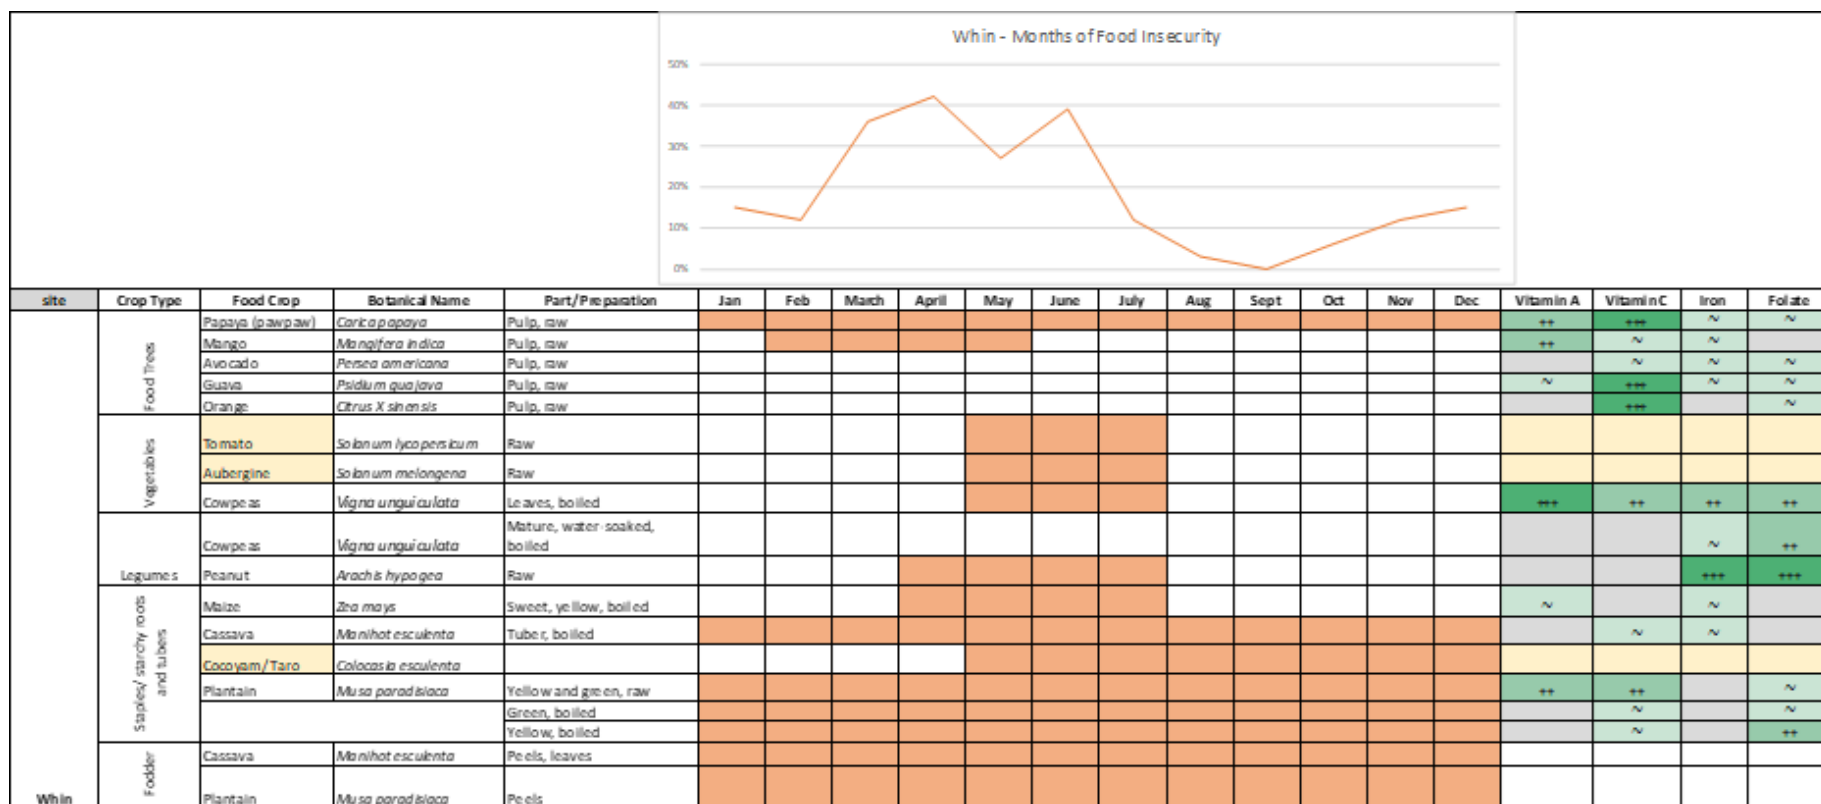 Whin - Months of Food Insecurity
50%
40%
30%
20%
10%
0%
site Crop Type Food Crop Botanical Name Part/Preparation Jan Feb March April May June July Aug Sept Oct Nov Dec Vitamin A Vitamin C Iron Folate
Whin
Food Trees
Papaya (pawpaw) Carica papaya Pulp, raw ++ +++ ~ ~
Mango Mangifera indica Pulp, raw ++ ~ ~
Avocado Persea americana Pulp, raw ~ ~ ~
Guava Psidium guajava Pulp, raw ~ +++ ~ ~
Orange Citrus X sinensis Pulp, raw +++ ~
Vegetables
Tomato Solanum lycopersicum Raw
Aubergine Solanum melongena Raw
Cowpeas Vigna unguiculata Leaves, boiled +++ ++ ++ ++
Legumes
Cowpeas Vigna unguiculata Mature, water-soaked,
boiled ~ ++
Peanut Arachis hypogea Raw +++ +++
Staples/ starchy roots
and tubers
Maize Zea mays Sweet, yellow, boiled ~ ~
Cassava Manihot esculenta Tuber, boiled ~ ~
Cocoyam/Taro Colocasia esculenta
Plantain Musa paradisiaca Yellow and green, raw ++ ++ ~
Green, boiled ~ ~
Yellow, boiled ~ ++
Fodder
Cassava Manihot esculenta Peels, leaves
Plantain Musa paradisiaca Peels